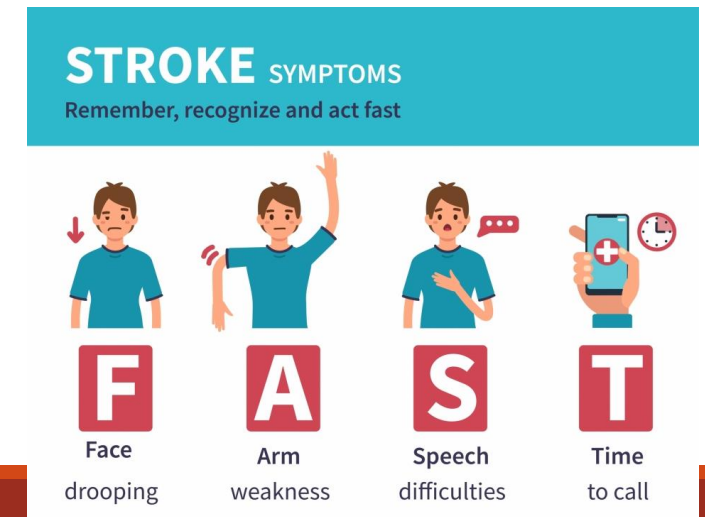 STROKE SYMPTOMS
Remember, recognize and act fast
F A S T
Face Arm Speech Time
drooping weakness difficulties to call